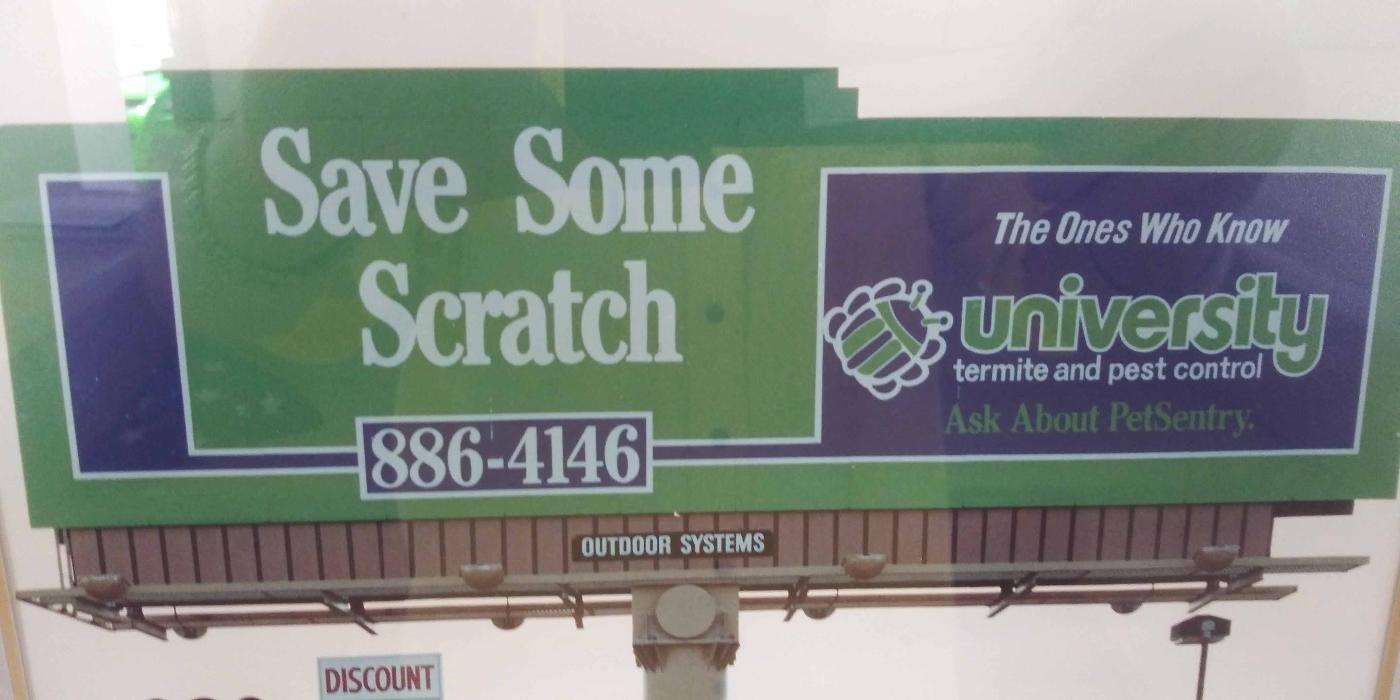 Save Some
Scratch
886-4146
The Ones Who Know
university
termite and pest control
Ask About PetSentry.
OUTDOOR SYSTEMS
DISCOUNT